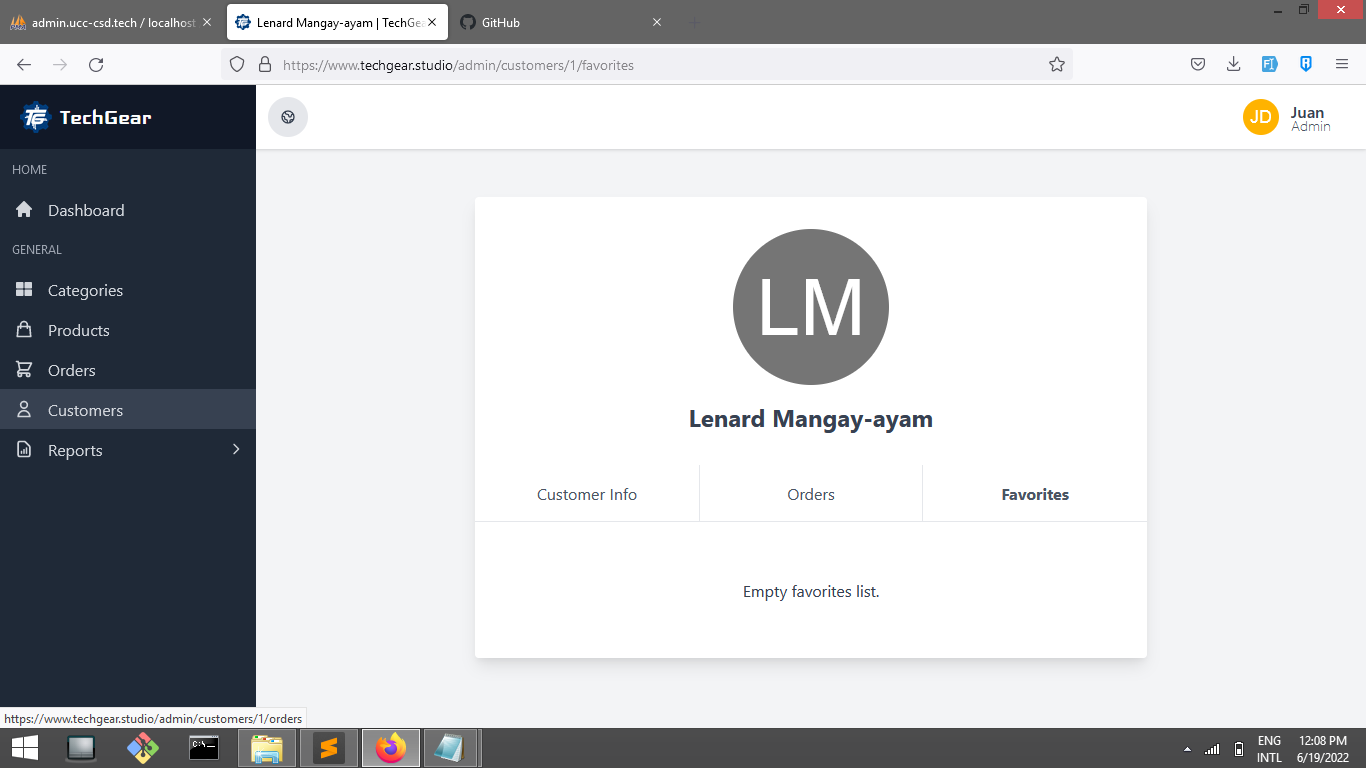 admin.ucc-csd.tech / localhost
Lenard Mangay-ayam | TechGea
GitHub
https://www.techgear.studio/admin/customers/1/favorites
TechGear
JD
Juan
Admin
HOME
Dashboard
GENERAL
Categories
Products
Orders
Customers
Reports
LM
Lenard Mangay-ayam
Customer Info
Orders
Favorites
Empty favorites list.
https://www.techgear.studio/admin/customers/1/orders
ENG
INTL
12:08 PM
6/19/2022